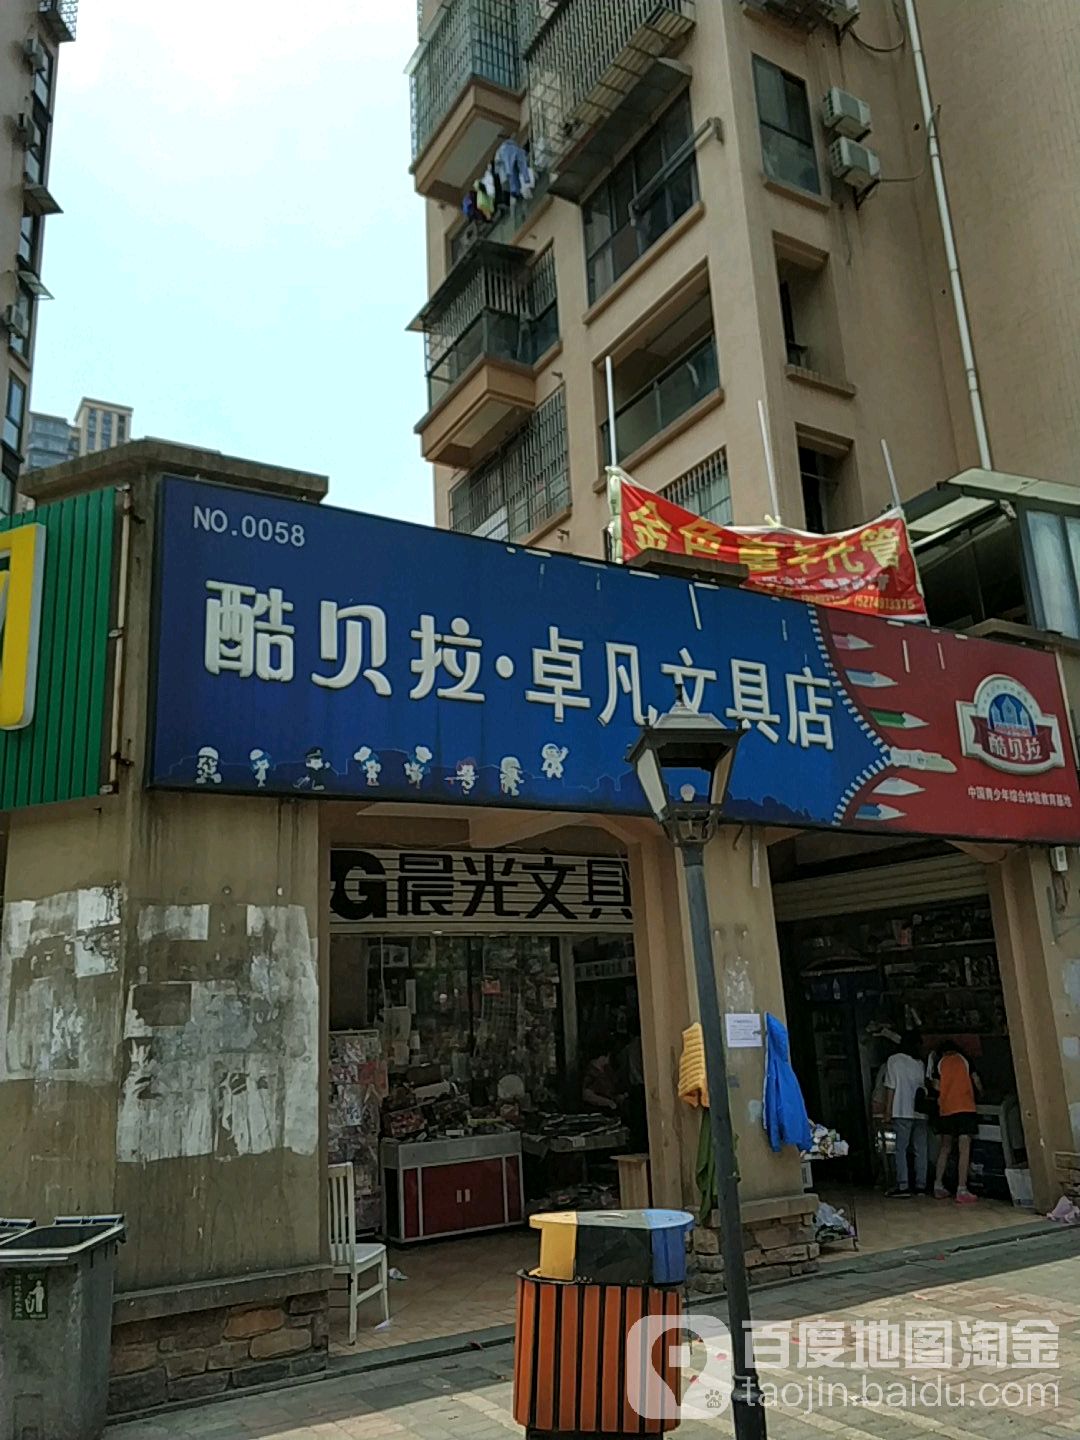 NO.0058
酷贝拉·卓凡文具店
酷贝拉
中国青少年综合体验教育基地
G晨光文具
百度地图淘金
taojin.baidu.com